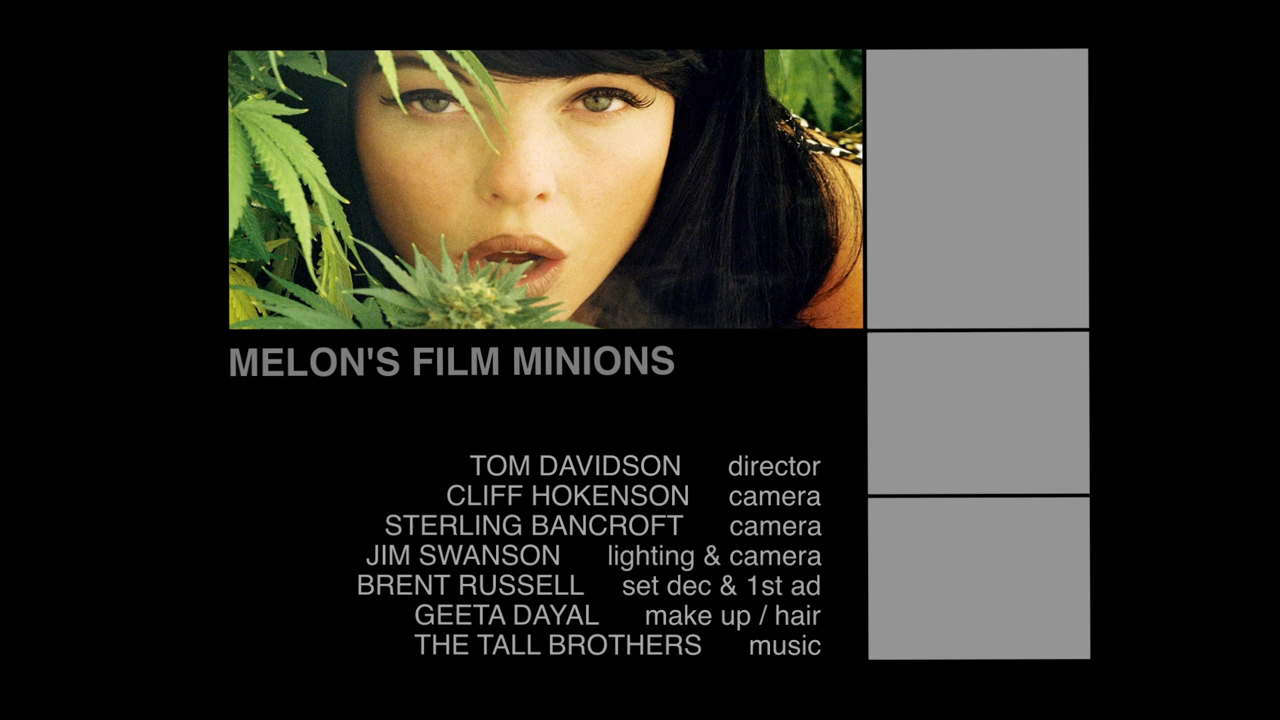 MELON'S FILM MINIONS
TOM DAVIDSON director
CLIFF HOKENSON camera
STERLING BANCROFT camera
JIM SWANSON lighting & camera
BRENT RUSSELL set dec & 1st ad
GEETA DAYAL make up / hair
THE TALL BROTHERS music